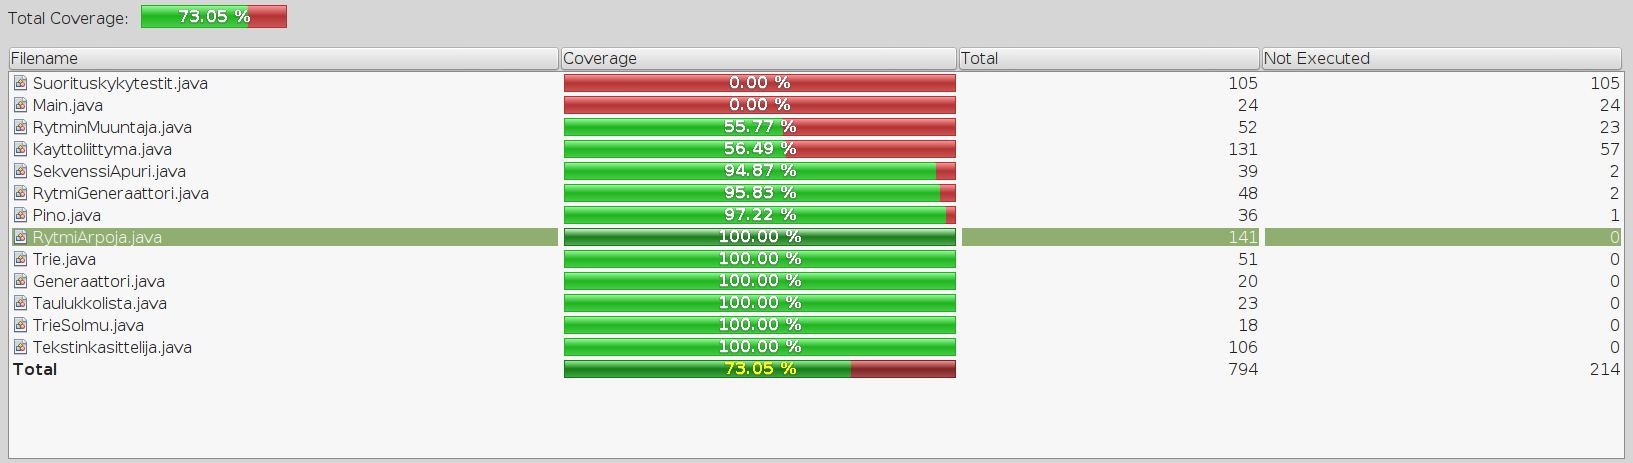 Total Coverage: 73.05 %
Filename Coverage Total Not Executed
Suorituskykytestit.java 0.00 % 105 105
Main.java 0.00 % 24 24
RytminMuuntaja.java 55.77 % 52 23
Kayttoliittyma.java 56.49 % 131 57
SekvenssiApuri.java 94.87 % 39 2
RytmiGeneraattori.java 95.83 % 48 2
Pino.java 97.22 % 36 1
RytmiArpoja.java 100.00 % 141 0
Trie.java 100.00 % 51 0
Generaattori.java 100.00 % 20 0
Taulukkolista.java 100.00 % 23 0
TrieSolmu.java 100.00 % 18 0
Tekstinkasittelija.java 100.00 % 106 0
Total 73.05 % 794 214